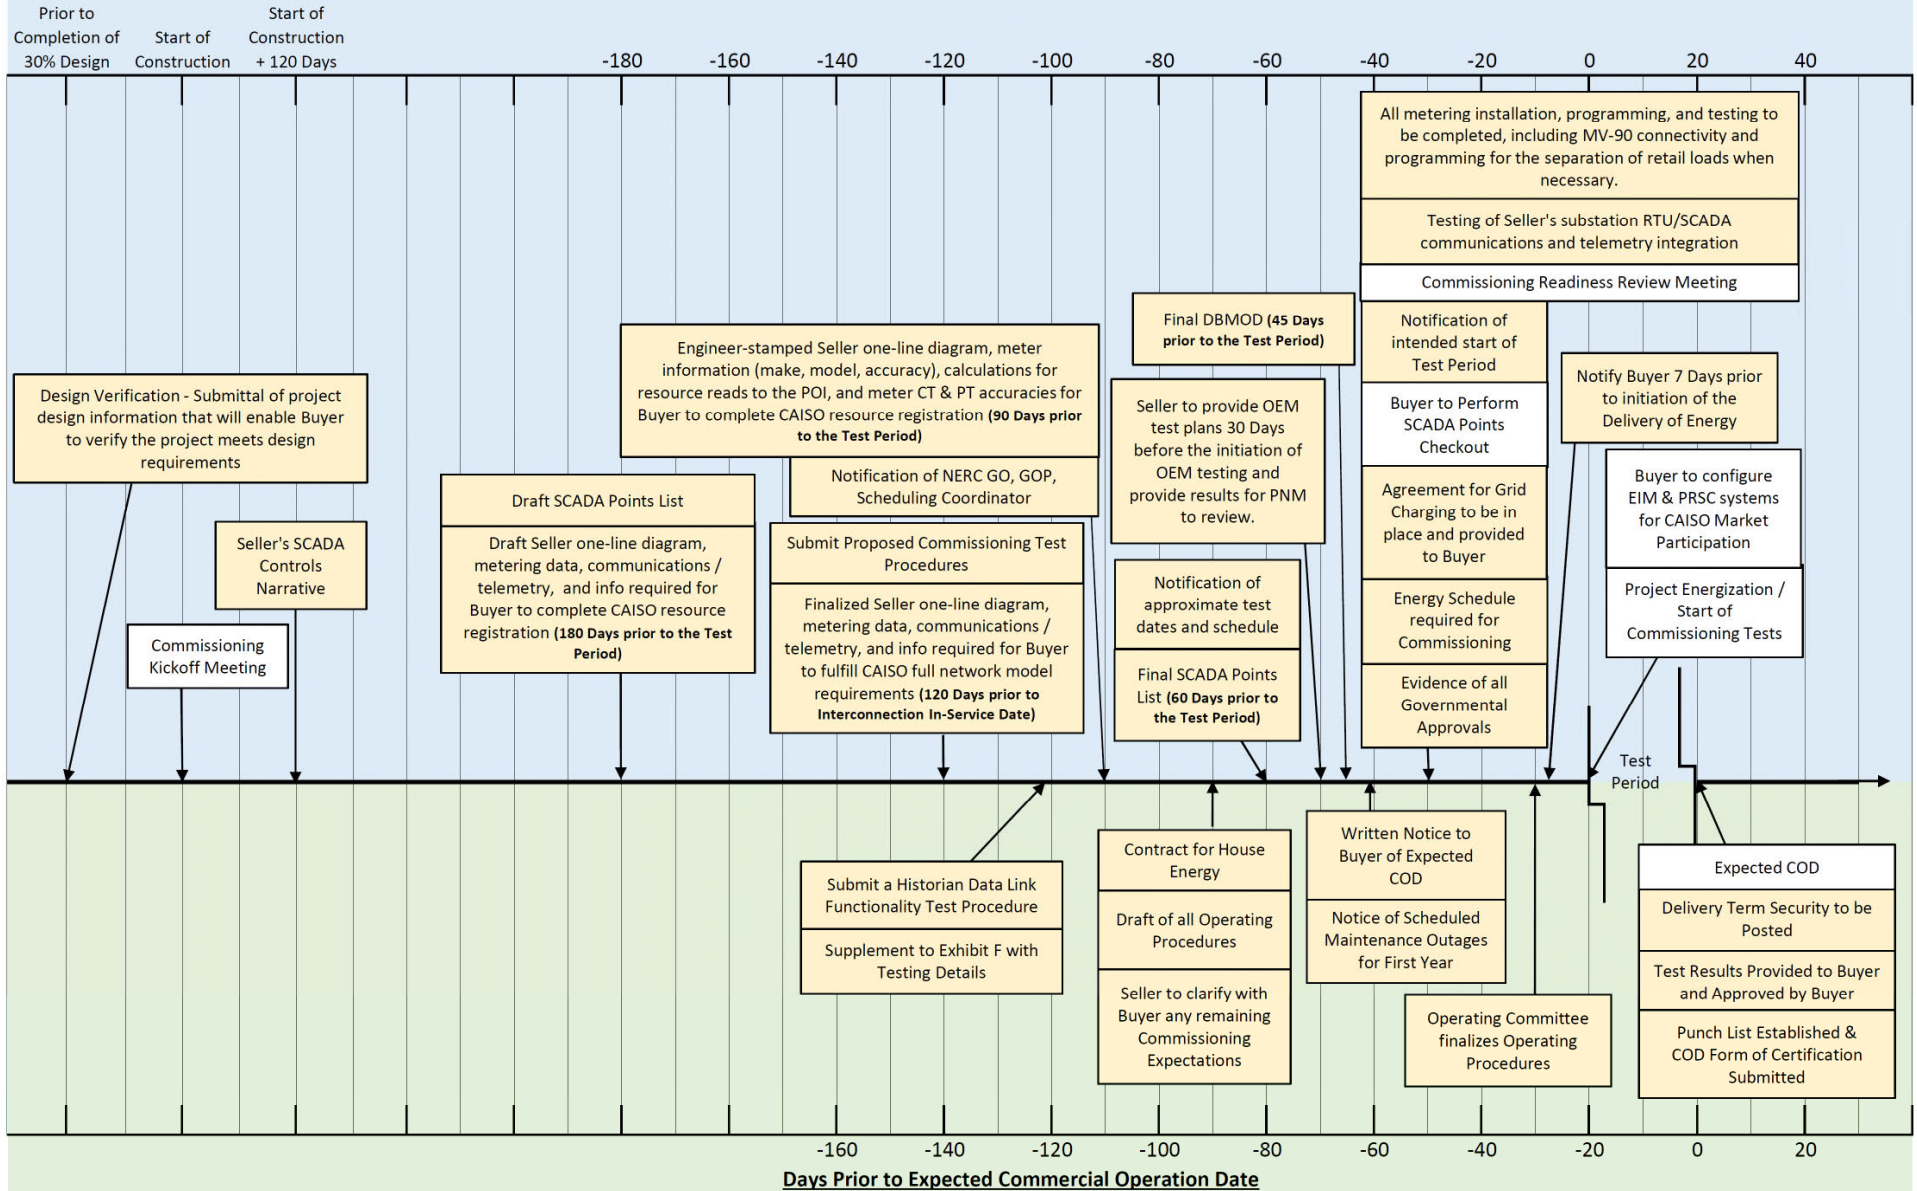 Prior to
Completion of
30% Design
Start of
Construction
Start of
Construction
+ 120 Days
-180
-160
-140
-120
-100
-80
-60
-40
-20
0
20
40
All metering installation, programming, and testing to
be completed, including MV-90 connectivity and
programming for the separation of retail loads when
necessary.
Testing of Seller's substation RTU/SCADA
communications and telemetry integration
Commissioning Readiness Review Meeting
Final DBMOD (45 Days
prior to the Test Period)
Notification of
intended start of
Test Period
Engineer-stamped Seller one-line diagram, meter
information (make, model, accuracy), calculations for
resource reads to the POI, and meter CT & PT accuracies for
Buyer to complete CAISO resource registration (90 Days prior
to the Test Period)
Notify Buyer 7 Days prior
to initiation of the
Delivery of Energy
Design Verification - Submittal of project
design information that will enable Buyer
to verify the project meets design
requirements
Seller to provide OEM
test plans 30 Days
before the initiation of
OEM testing and
provide results for PNM
to review.
Buyer to Perform
SCADA Points
Checkout
Notification of NERC GO, GOP,
Scheduling Coordinator
Buyer to configure
EIM & PRSC systems
for CAISO Market
Participation
Draft SCADA Points List
Agreement for Grid
Charging to be in
place and provided
to Buyer
Seller's SCADA
Controls
Narrative
Draft Seller one-line diagram,
metering data, communications /
telemetry, and info required for
Buyer to complete CAISO resource
registration (180 Days prior to the Test
Period)
Submit Proposed Commissioning Test
Procedures
Notification of
approximate test
dates and schedule
Energy Schedule
required for
Commissioning
Project Energization /
Start of
Commissioning Tests
Finalized Seller one-line diagram,
metering data, communications /
telemetry, and info required for Buyer
to fulfill CAISO full network model
requirements (120 Days prior to
Interconnection In-Service Date)
Commissioning
Kickoff Meeting
Final SCADA Points
List (60 Days prior to
the Test Period)
Evidence of all
Governmental
Approvals
Test
Period
Submit a Historian Data Link
Functionality Test Procedure
Supplement to Exhibit F with
Testing Details
Contract for House
Energy
Draft of all Operating
Procedures
Seller to clarify with
Buyer any remaining
Commissioning
Expectations
Written Notice to
Buyer of Expected
COD
Notice of Scheduled
Maintenance Outages
for First Year
Operating Committee
finalizes Operating
Procedures
Expected COD
Delivery Term Security to be
Posted
Test Results Provided to Buyer
and Approved by Buyer
Punch List Established &
COD Form of Certification
Submitted
-160
-140
-120
-100
-80
-60
-40
-20
0
20
Days Prior to Expected Commercial Operation Date